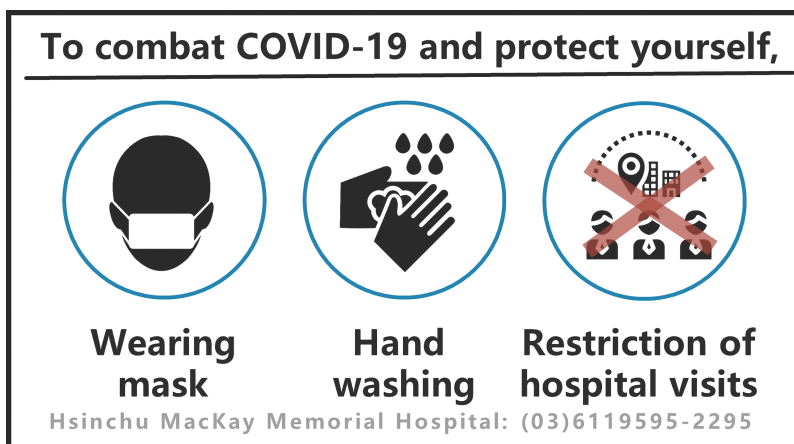 To combat COVID-19 and protect yourself,
Wearing
mask
Hand
washing
Restriction of
hospital visits
Hsinchu MacKay Memorial Hospital: (03)6119595-2295